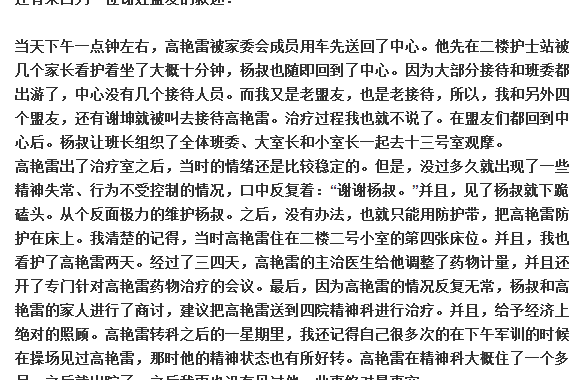 当天下午一点钟左右，高艳雷被家委会成员用车先送回了中心。他先在二楼护士站被
几个家长看护着坐了大概十分钟，杨叔也随即回到了中心。因为大部分接待和班委都
出游了，中心没有几个接待人员。而我又是老盟友，也是老接待，所以，我和另外四
个盟友，还有谢坤就被叫去接待高艳雷。治疗过程我也就不说了。在盟友们都回到中
心后。杨叔让班长组织了全体班委、大室长和小室长一起去十三号室观摩。
高艳雷出了治疗室之后，当时的情绪还是比较稳定的。但是，没过多久就出现了一些
精神失常、行为不受控制的情况，口中反复着：“谢谢杨叔。”并且，见了杨叔就下跪
磕头。从个反面极力的维护杨叔。之后，没有办法，也就只能用防护带，把高艳雷防
护在床上。我清楚的记得，当时高艳雷住在二楼二号小室的第四张床位。并且，我也
看护了高艳雷两天。经过了三四天，高艳雷的主治医生给他调整了药物计量，并且还
开了专门针对高艳雷药物治疗的会议。最后，因为高艳雷的情况反复无常，杨叔和高
艳雷的家人进行了商讨，建议把高艳雷送到四院精神科进行治疗。并且，给予经济上
绝对的照顾。高艳雷转科之后的一星期里，我还记得自己很多次的在下午军训的时候
在操场见过高艳雷，那时他的精神状态也有所好转。高艳雷在精神科大概住了一个多